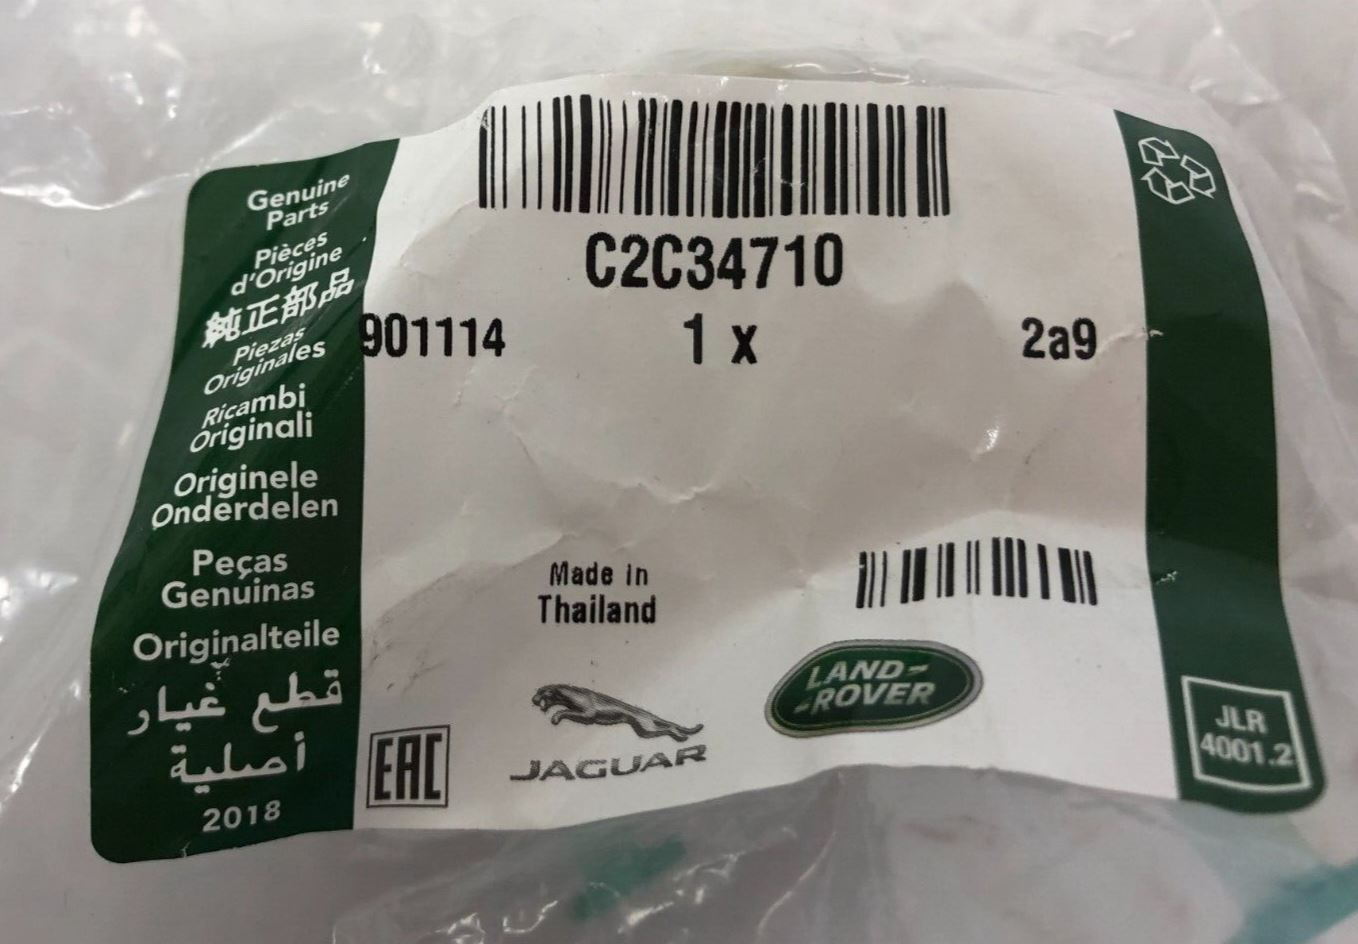 Genuine
Parts
Pièces
d'Origine
純正部品
Piezas
Originales
Ricambi
Originali
Originele
Onderdelen
Peças
Genuinas
Originalteile
قطع غيار
أصلية
2018
C2C34710
901114 1 x 2a9
Made in
Thailand
EAC
JAGUAR
LAND-
-ROVER
JLR
4001.2